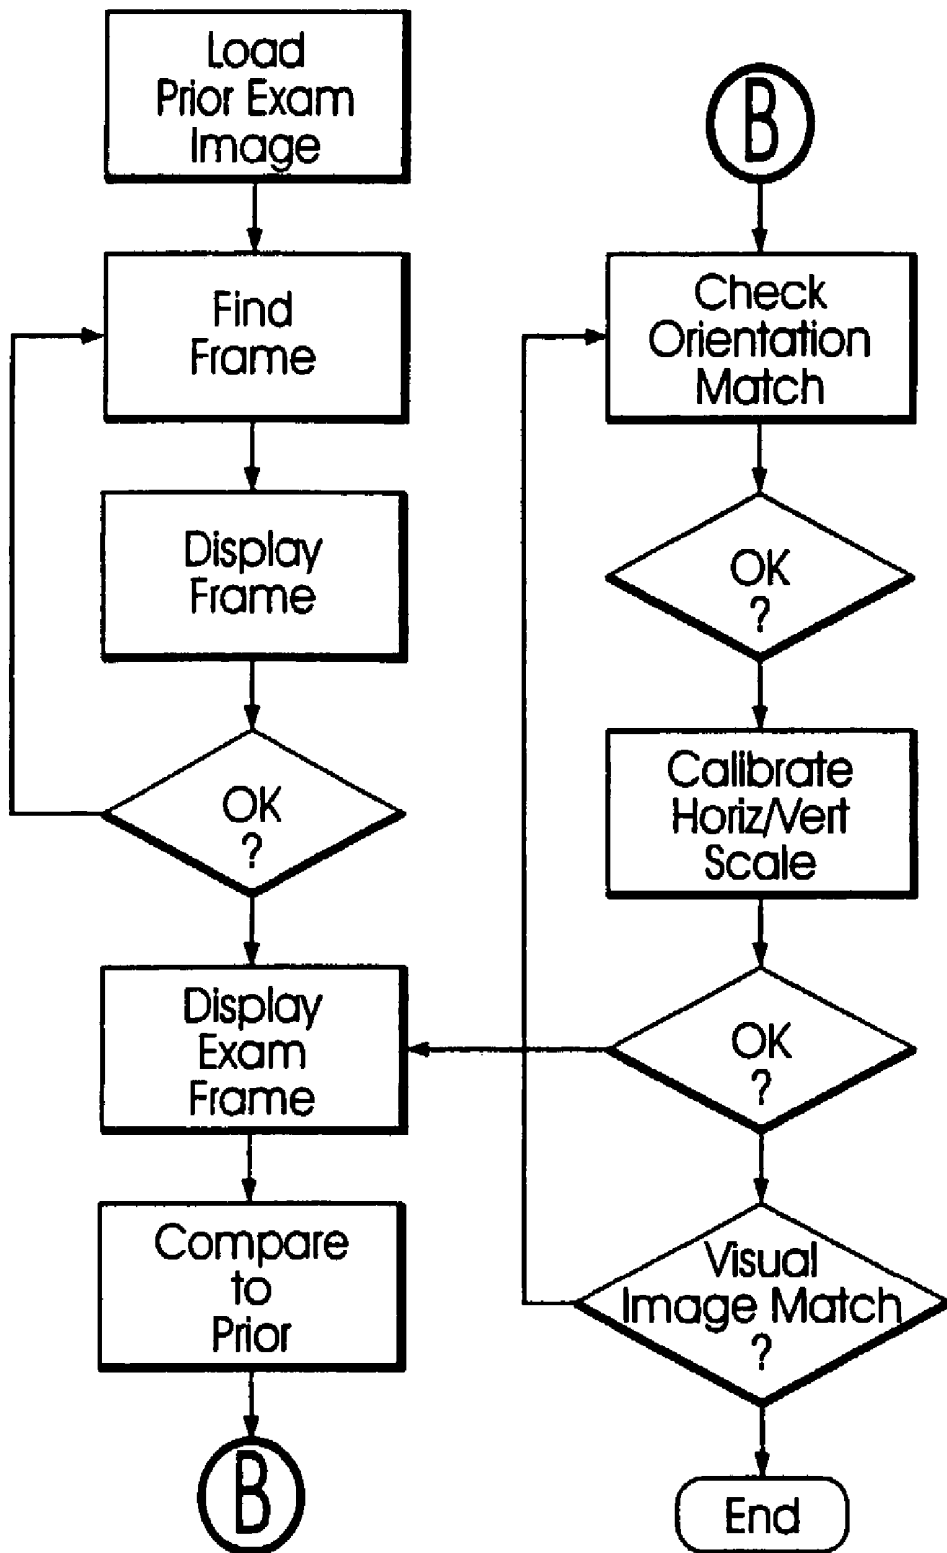 Load
Prior Exam
Image
Find
Frame
Display
Frame
OK
?
Display
Exam
Frame
Compare
to
Prior
B
B
Check
Orientation
Match
OK
?
Calibrate
Horiz/Vert
Scale
OK
?
Visual
Image Match
?
End